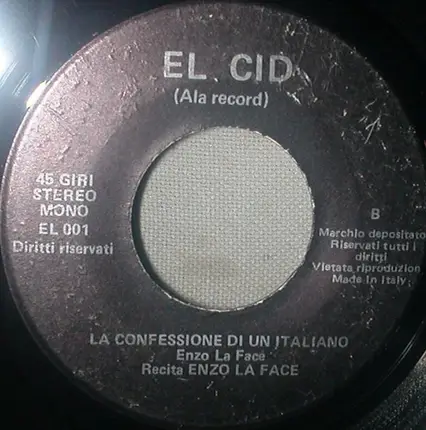 EL CID
(Ala record)
45 GIRI
STEREO
MONO
EL 001
Diritti riservati
B
Marchio depositato
Riservati tutti i
diritti
Vietata riproduzion
Made in Italy
LA CONFESSIONE DI UN ITALIANO
Enzo La Face
Recita ENZO LA FACE